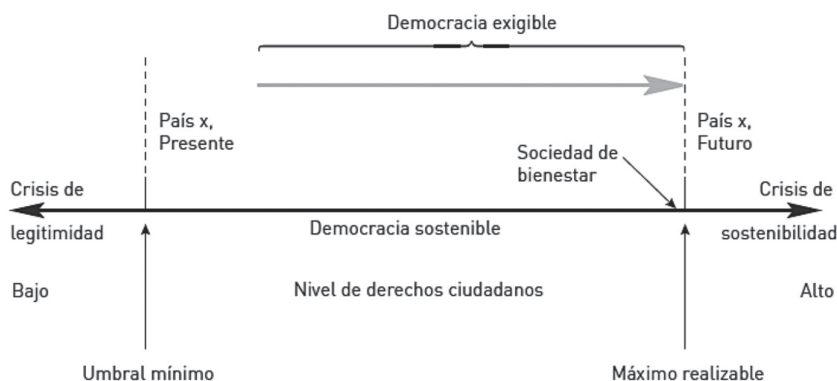 Democracia exigible
País x,
Presente
País x,
Futuro
Sociedad de
bienestar
Crisis de
legitimidad
Crisis de
sostenibilidad
Democracia sostenible
Bajo
Nivel de derechos ciudadanos
Alto
Umbral mínimo
Máximo realizable